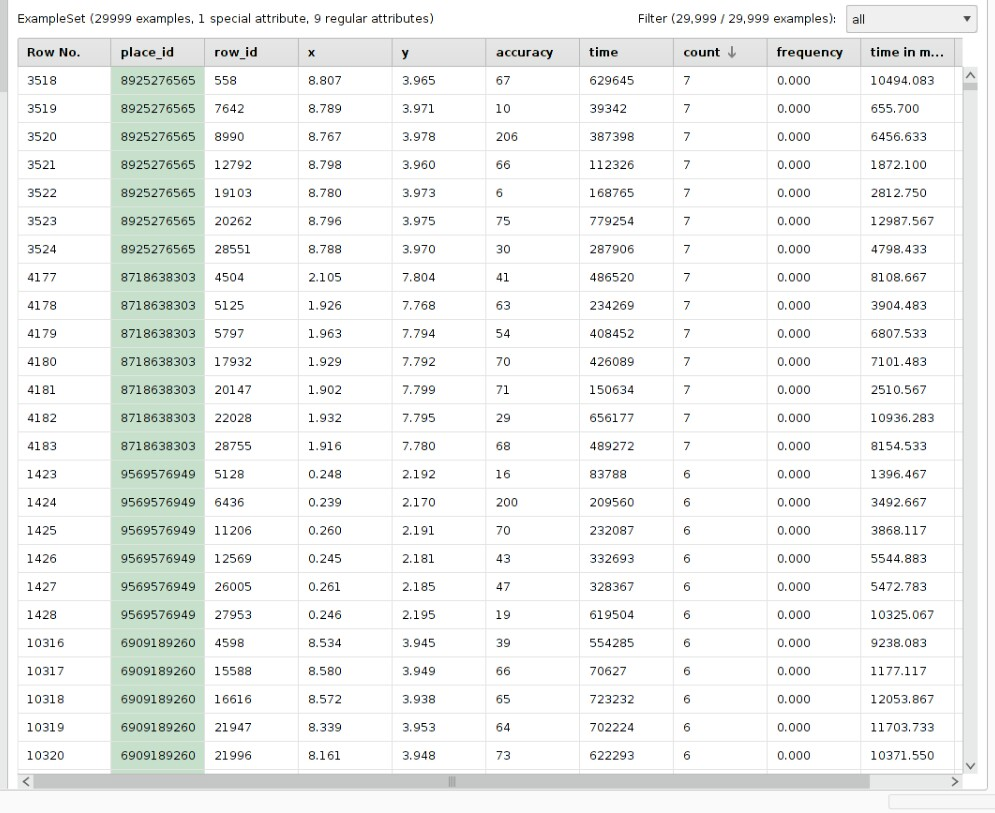 ExampleSet (29999 examples, 1 special attribute, 9 regular attributes) Filter (29,999 / 29,999 examples): all
Row No. place_id row_id x y accuracy time count ↓ frequency time in m...
3518 8925276565 558 8.807 3.965 67 629645 7 0.000 10494.083
3519 8925276565 7642 8.789 3.971 10 39342 7 0.000 655.700
3520 8925276565 8990 8.767 3.978 206 387398 7 0.000 6456.633
3521 8925276565 12792 8.798 3.960 66 112326 7 0.000 1872.100
3522 8925276565 19103 8.780 3.973 6 168765 7 0.000 2812.750
3523 8925276565 20262 8.796 3.975 75 779254 7 0.000 12987.567
3524 8925276565 28551 8.788 3.970 30 287906 7 0.000 4798.433
4177 8718638303 4504 2.105 7.804 41 486520 7 0.000 8108.667
4178 8718638303 5125 1.926 7.768 63 234269 7 0.000 3904.483
4179 8718638303 5797 1.963 7.794 54 408452 7 0.000 6807.533
4180 8718638303 17932 1.929 7.792 70 426089 7 0.000 7101.483
4181 8718638303 20147 1.902 7.799 71 150634 7 0.000 2510.567
4182 8718638303 22028 1.932 7.795 29 656177 7 0.000 10936.283
4183 8718638303 28755 1.916 7.780 68 489272 7 0.000 8154.533
1423 9569576949 5128 0.248 2.192 16 83788 6 0.000 1396.467
1424 9569576949 6436 0.239 2.170 200 209560 6 0.000 3492.667
1425 9569576949 11206 0.260 2.191 70 232087 6 0.000 3868.117
1426 9569576949 12569 0.245 2.181 43 332693 6 0.000 5544.883
1427 9569576949 26005 0.261 2.185 47 328367 6 0.000 5472.783
1428 9569576949 27953 0.246 2.195 19 619504 6 0.000 10325.067
10316 6909189260 4598 8.534 3.945 39 554285 6 0.000 9238.083
10317 6909189260 15588 8.580 3.949 66 70627 6 0.000 1177.117
10318 6909189260 16616 8.572 3.938 65 723232 6 0.000 12053.867
10319 6909189260 21947 8.339 3.953 64 702224 6 0.000 11703.733
10320 6909189260 21996 8.161 3.948 73 622293 6 0.000 10371.550